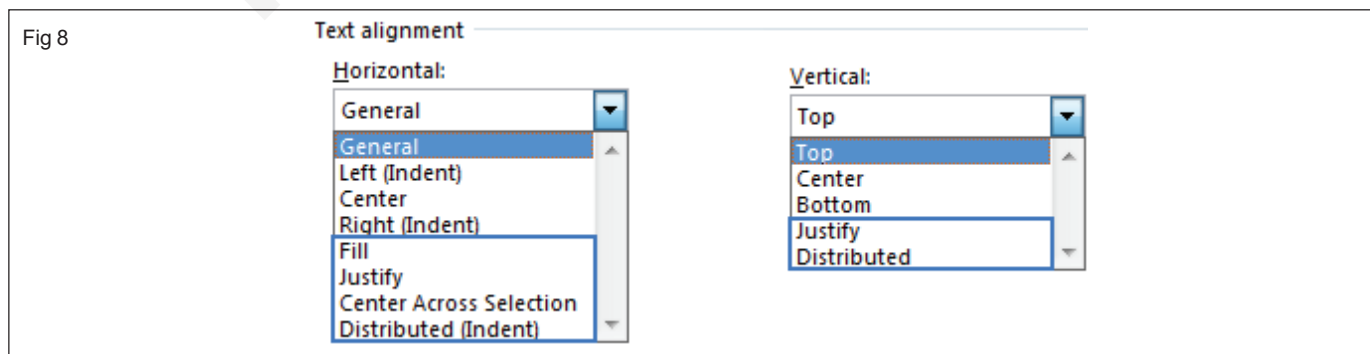 Fig 8
Text alignment
Horizontal:
General
General
Left (Indent)
Center
Right (Indent)
Fill
Justify
Center Across Selection
Distributed (Indent)
Vertical:
Top
Top
Center
Bottom
Justify
Distributed